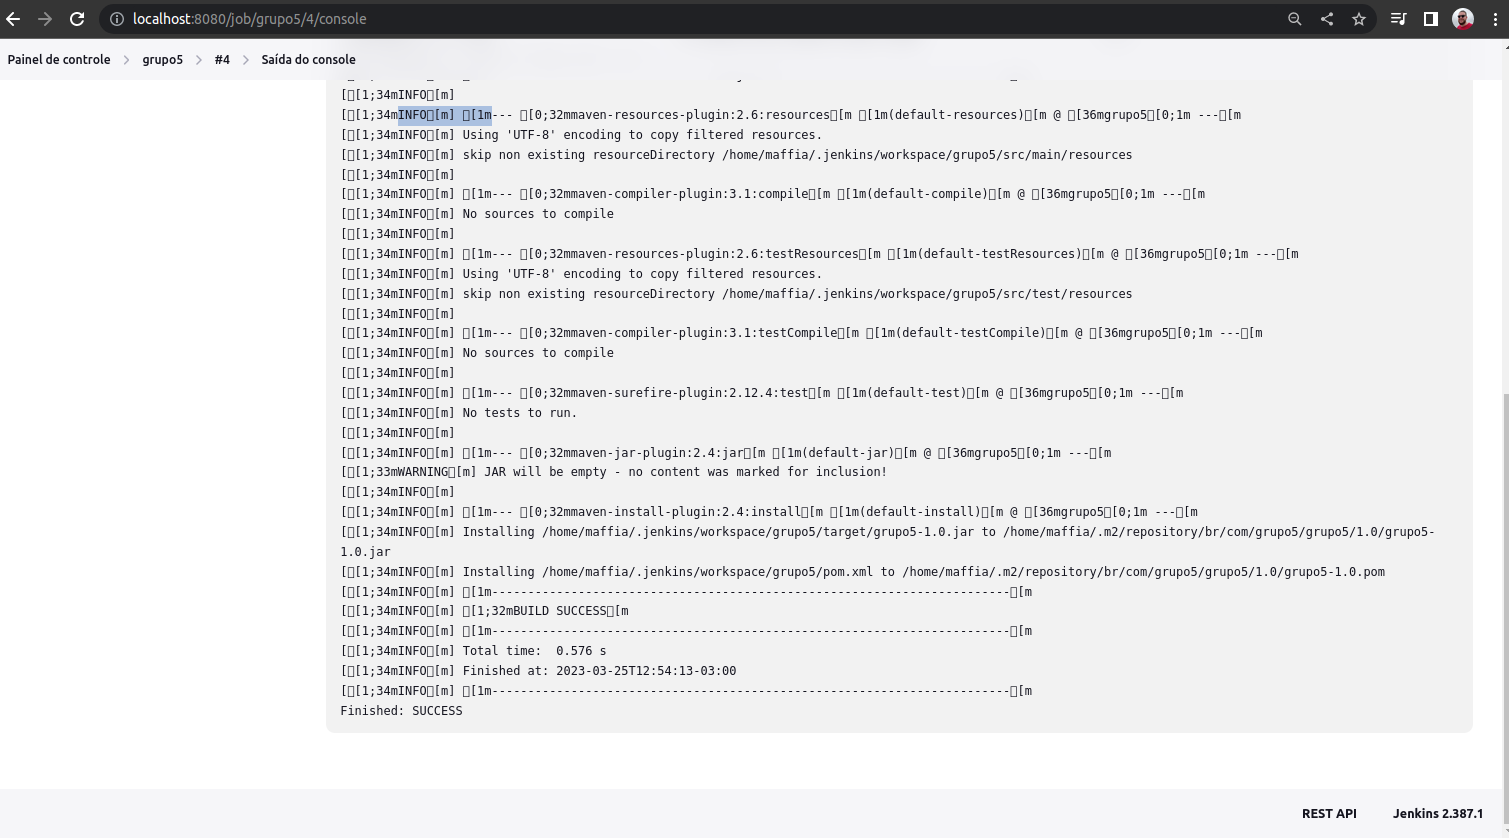 localhost:8080/job/grupo5/4/console
Painel de controle > grupo5 > #4 > Saída do console
[□[1;34mINFO□[m]
[□[1;34mINFO□[m] □[1m--- □[0;32mmaven-resources-plugin:2.6:resources□[m □[1m(default-resources)□[m @ □[36mgrupo5□[0;1m ---□[m
[□[1;34mINFO□[m] Using 'UTF-8' encoding to copy filtered resources.
[□[1;34mINFO□[m] skip non existing resourceDirectory /home/maffia/.jenkins/workspace/grupo5/src/main/resources
[□[1;34mINFO□[m]
[□[1;34mINFO□[m] □[1m--- □[0;32mmaven-compiler-plugin:3.1:compile□[m □[1m(default-compile)□[m @ □[36mgrupo5□[0;1m ---□[m
[□[1;34mINFO□[m] No sources to compile
[□[1;34mINFO□[m]
[□[1;34mINFO□[m] □[1m--- □[0;32mmaven-resources-plugin:2.6:testResources□[m □[1m(default-testResources)□[m @ □[36mgrupo5□[0;1m ---□[m
[□[1;34mINFO□[m] Using 'UTF-8' encoding to copy filtered resources.
[□[1;34mINFO□[m] skip non existing resourceDirectory /home/maffia/.jenkins/workspace/grupo5/src/test/resources
[□[1;34mINFO□[m]
[□[1;34mINFO□[m] □[1m--- □[0;32mmaven-compiler-plugin:3.1:testCompile□[m □[1m(default-testCompile)□[m @ □[36mgrupo5□[0;1m ---□[m
[□[1;34mINFO□[m] No sources to compile
[□[1;34mINFO□[m]
[□[1;34mINFO□[m] □[1m--- □[0;32mmaven-surefire-plugin:2.12.4:test□[m □[1m(default-test)□[m @ □[36mgrupo5□[0;1m ---□[m
[□[1;34mINFO□[m] No tests to run.
[□[1;34mINFO□[m]
[□[1;34mINFO□[m] □[1m--- □[0;32mmaven-jar-plugin:2.4:jar□[m □[1m(default-jar)□[m @ □[36mgrupo5□[0;1m ---□[m
[□[1;33mWARNING□[m] JAR will be empty - no content was marked for inclusion!
[□[1;34mINFO□[m]
[□[1;34mINFO□[m] □[1m--- □[0;32mmaven-install-plugin:2.4:install□[m □[1m(default-install)□[m @ □[36mgrupo5□[0;1m ---□[m
[□[1;34mINFO□[m] Installing /home/maffia/.jenkins/workspace/grupo5/target/grupo5-1.0.jar to /home/maffia/.m2/repository/br/com/grupo5/grupo5/1.0/grupo5-
1.0.jar
[□[1;34mINFO□[m] Installing /home/maffia/.jenkins/workspace/grupo5/pom.xml to /home/maffia/.m2/repository/br/com/grupo5/grupo5/1.0/grupo5-1.0.pom
[□[1;34mINFO□[m] □[1m------------------------------------------------------------------------□[m
[□[1;34mINFO□[m] □[1;32mBUILD SUCCESS□[m
[□[1;34mINFO□[m] □[1m------------------------------------------------------------------------□[m
[□[1;34mINFO□[m] Total time:  0.576 s
[□[1;34mINFO□[m] Finished at: 2023-03-25T12:54:13-03:00
[□[1;34mINFO□[m] □[1m------------------------------------------------------------------------□[m
Finished: SUCCESS
REST API Jenkins 2.387.1